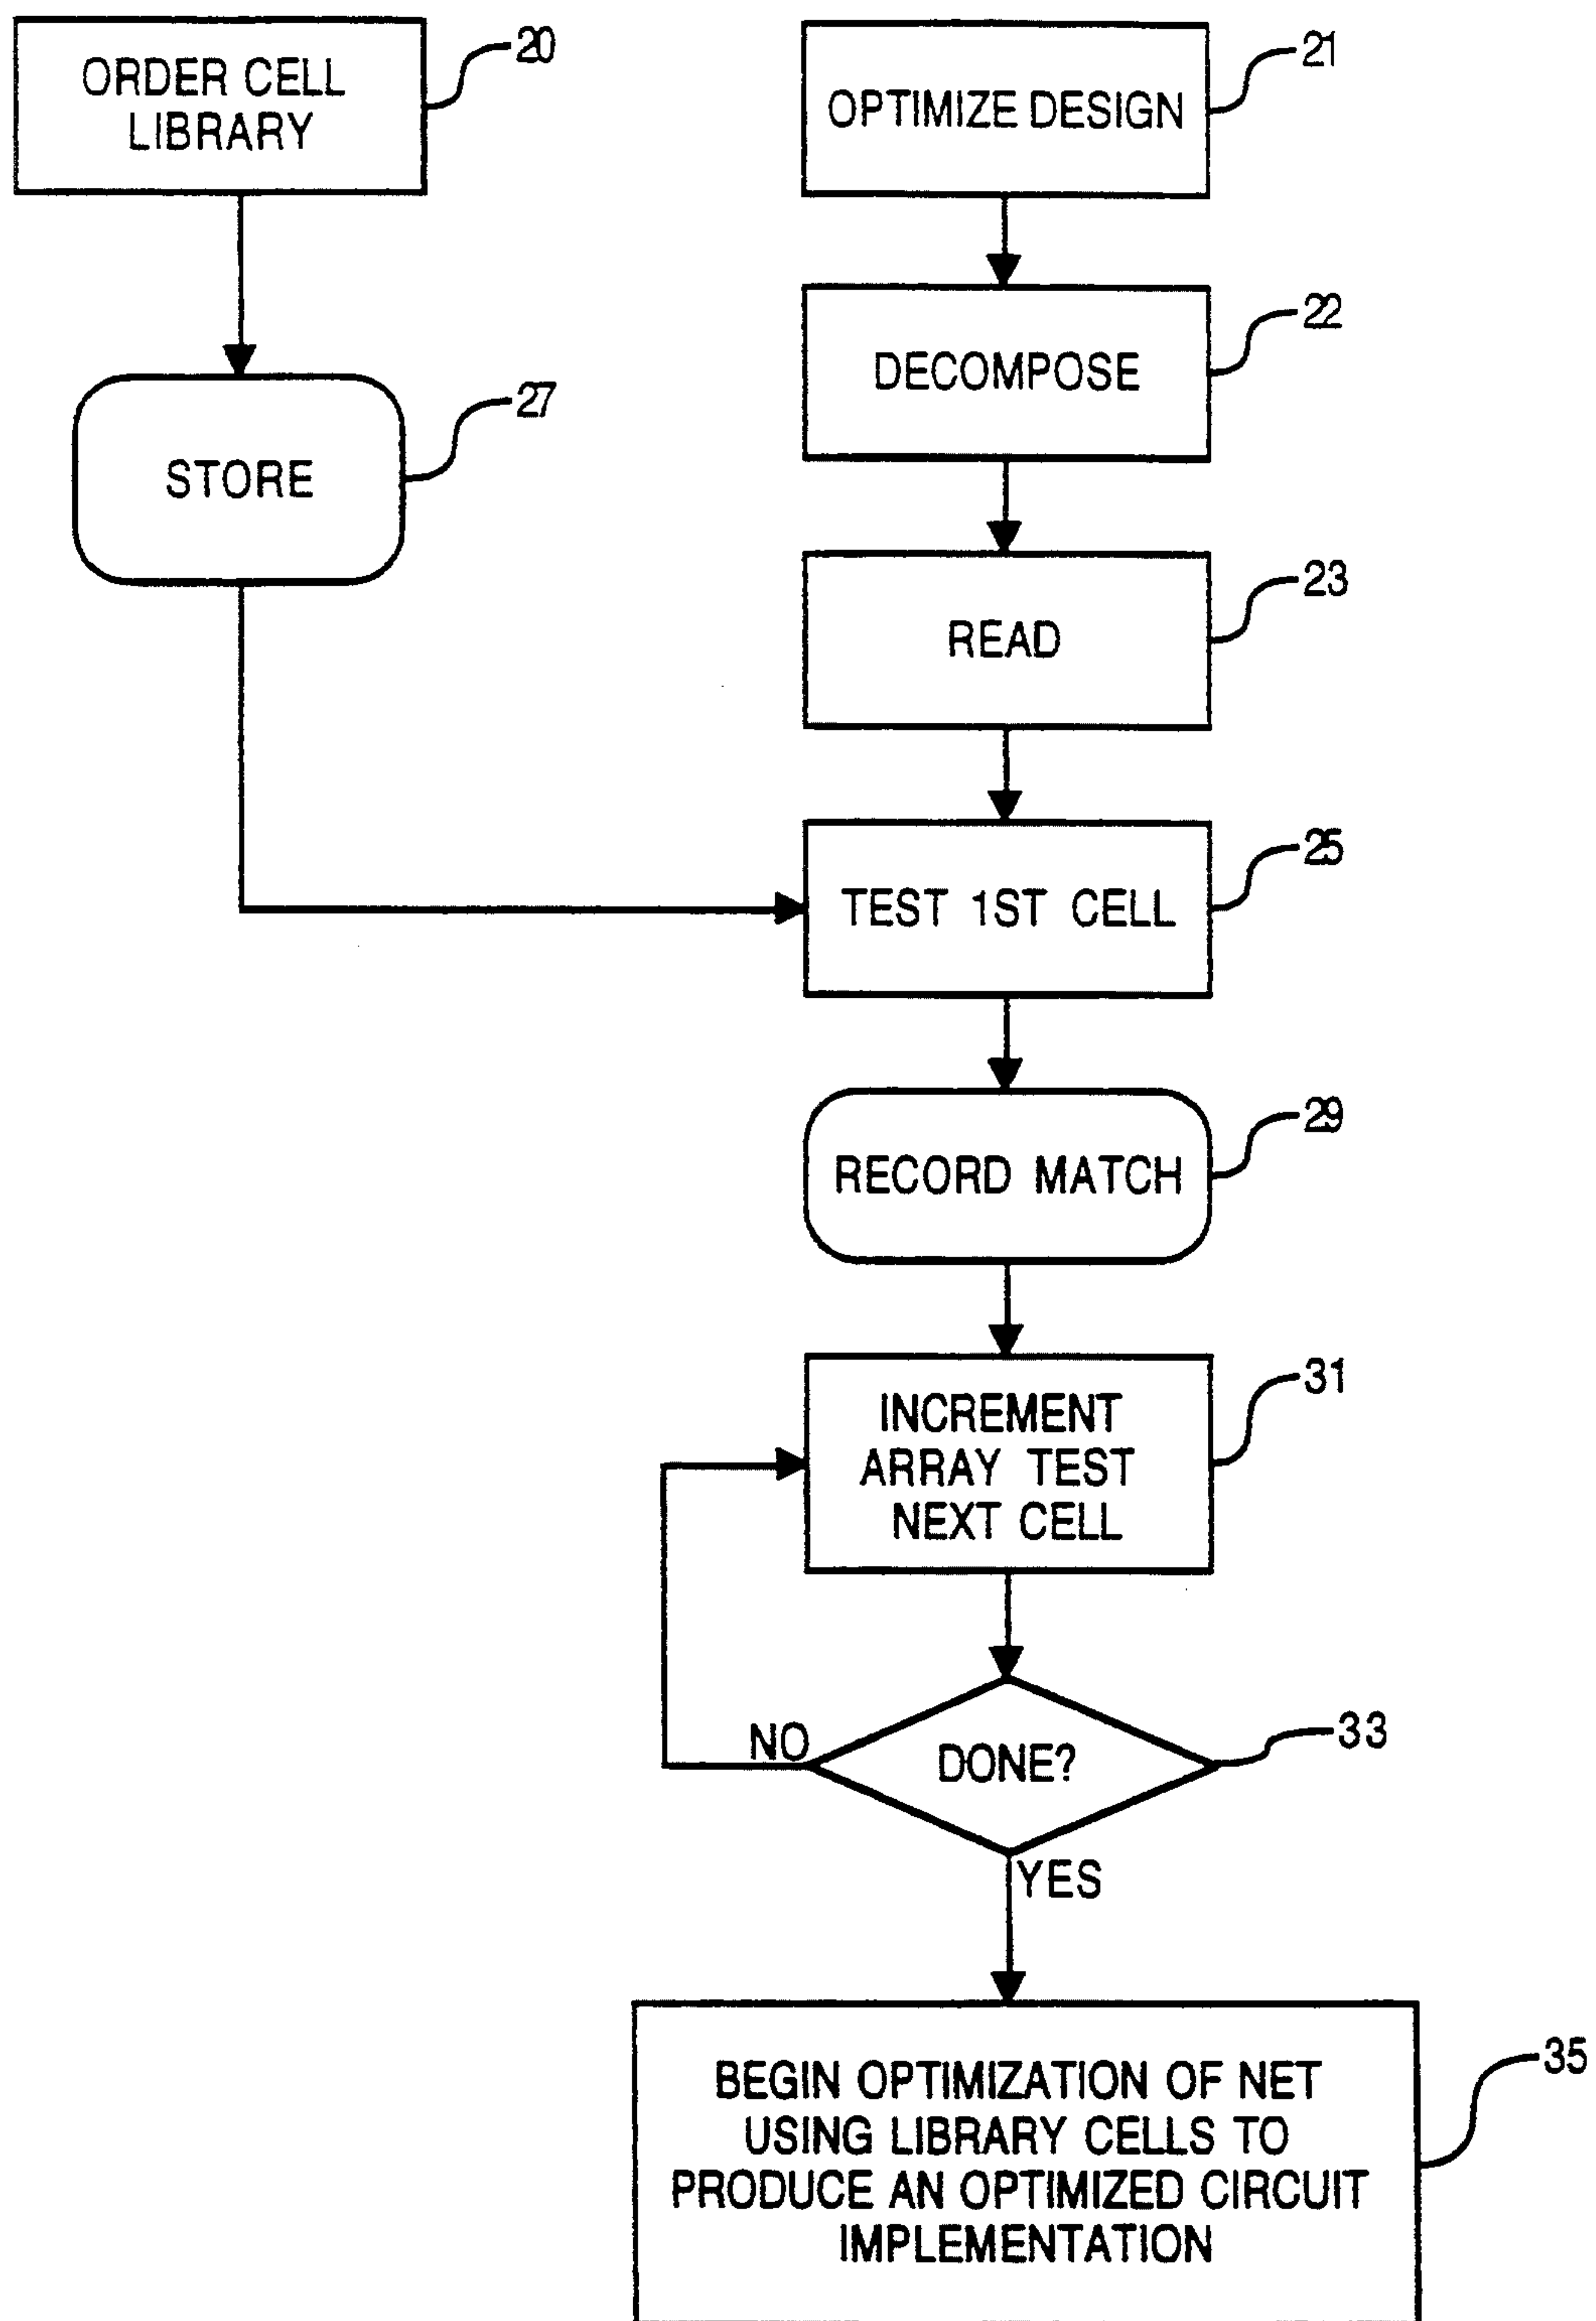 ORDER CELL
LIBRARY
20
OPTIMIZE DESIGN
21
DECOMPOSE
22
STORE
27
READ
23
TEST 1ST CELL
25
RECORD MATCH
29
INCREMENT
ARRAY TEST
NEXT CELL
31
NO
DONE?
33
YES
BEGIN OPTIMIZATION OF NET
USING LIBRARY CELLS TO
PRODUCE AN OPTIMIZED CIRCUIT
IMPLEMENTATION
35